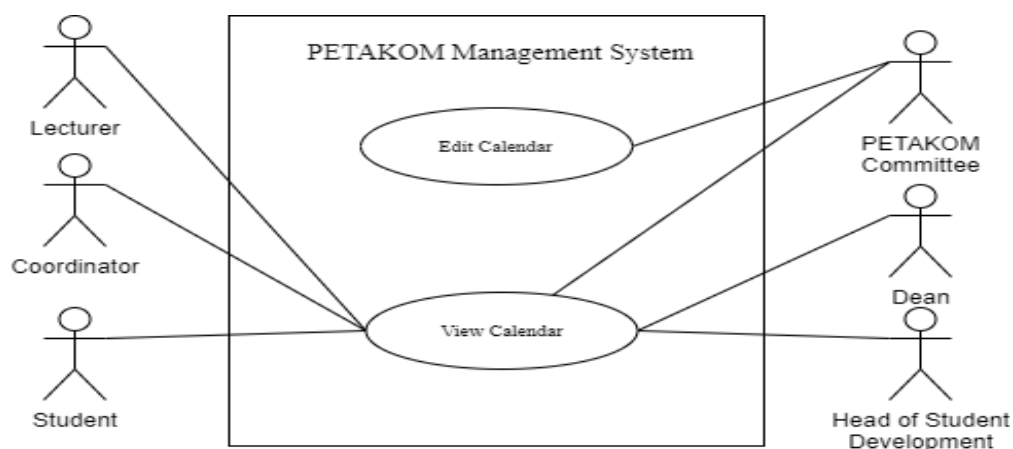 PETAKOM Management System
Lecturer
Edit Calendar
PETAKOM
Committee
Coordinator
Dean
View Calendar
Student
Head of Student
Development